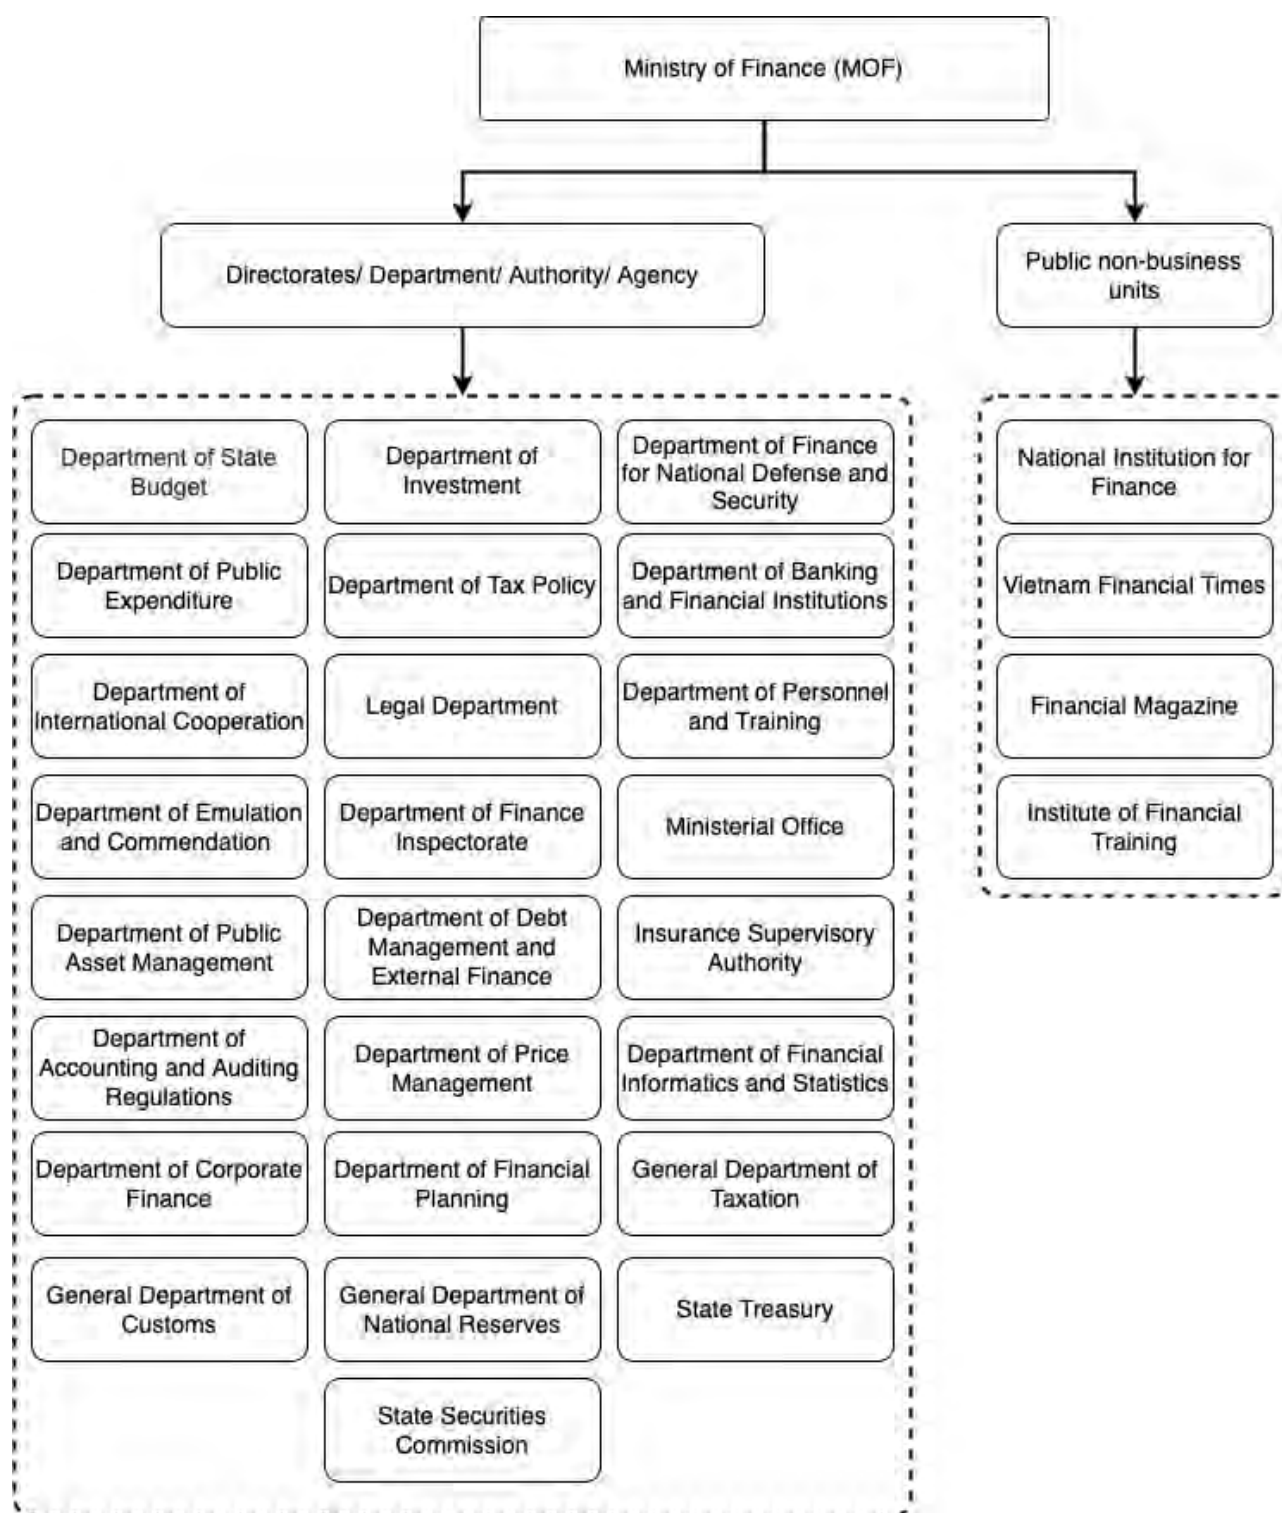 Ministry of Finance (MOF)
Directorates/ Department/ Authority/ Agency
Public non-business
units
Department of State
Budget
Department of
Investment
Department of Finance
for National Defense and
Security
National Institution for
Finance
Department of Public
Expenditure
Department of Tax Policy
Department of Banking
and Financial Institutions
Vietnam Financial Times
Department of
International Cooperation
Legal Department
Department of Personnel
and Training
Financial Magazine
Department of Emulation
and Commendation
Department of Finance
Inspectorate
Ministerial Office
Institute of Financial
Training
Department of Public
Asset Management
Department of Debt
Management and
External Finance
Insurance Supervisory
Authority
Department of
Accounting and Auditing
Regulations
Department of Price
Management
Department of Financial
Informatics and Statistics
Department of Corporate
Finance
Department of Financial
Planning
General Department of
Taxation
General Department of
Customs
General Department of
National Reserves
State Treasury
State Securities
Commission